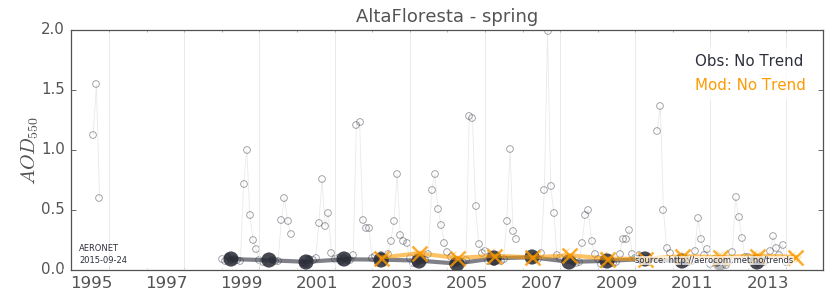 AltaFloresta - spring
2.0
1.5
1.0
0.5
0.0
AOD550
Obs: No Trend
Mod: No Trend
AERONET
2015-09-24
source: http://aerocom.met.no/trends
1995 1997 1999 2001 2003 2005 2007 2009 2011 2013